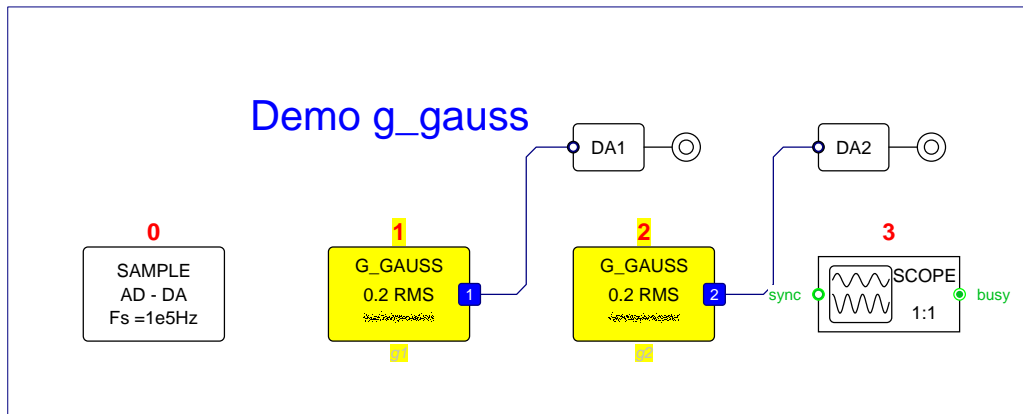 Demo g_gauss
DA1
DA2
0
1
2
3
SAMPLE
AD - DA
Fs =1e5Hz
G_GAUSS
0.2 RMS
1
g1
G_GAUSS
0.2 RMS
2
g2
sync
SCOPE
1:1
busy